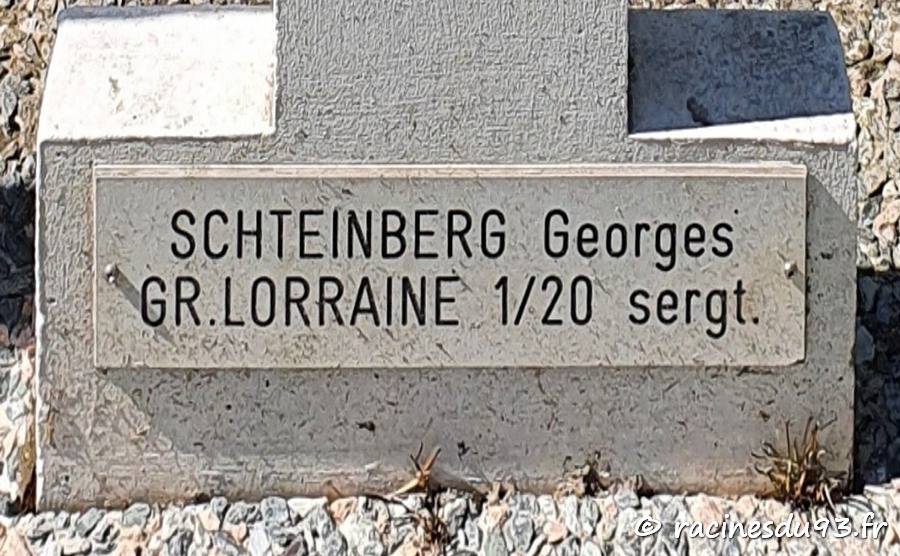 SCHTEINBERG Georges
GR.LORRAINE 1/20 sergt.
© racinesdu93.fr